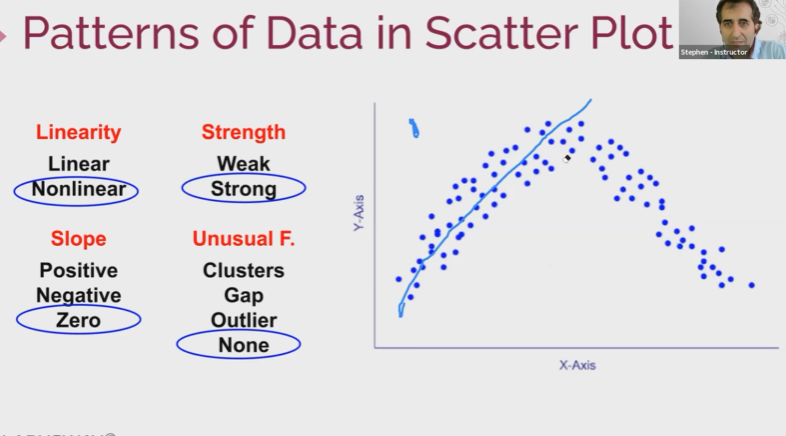 Patterns of Data in Scatter Plot
Stephen - Instructor
Linearity
Linear
Nonlinear
Strength
Weak
Strong
Slope
Positive
Negative
Zero
Unusual F.
Clusters
Gap
Outlier
None
Y-Axis
X-Axis